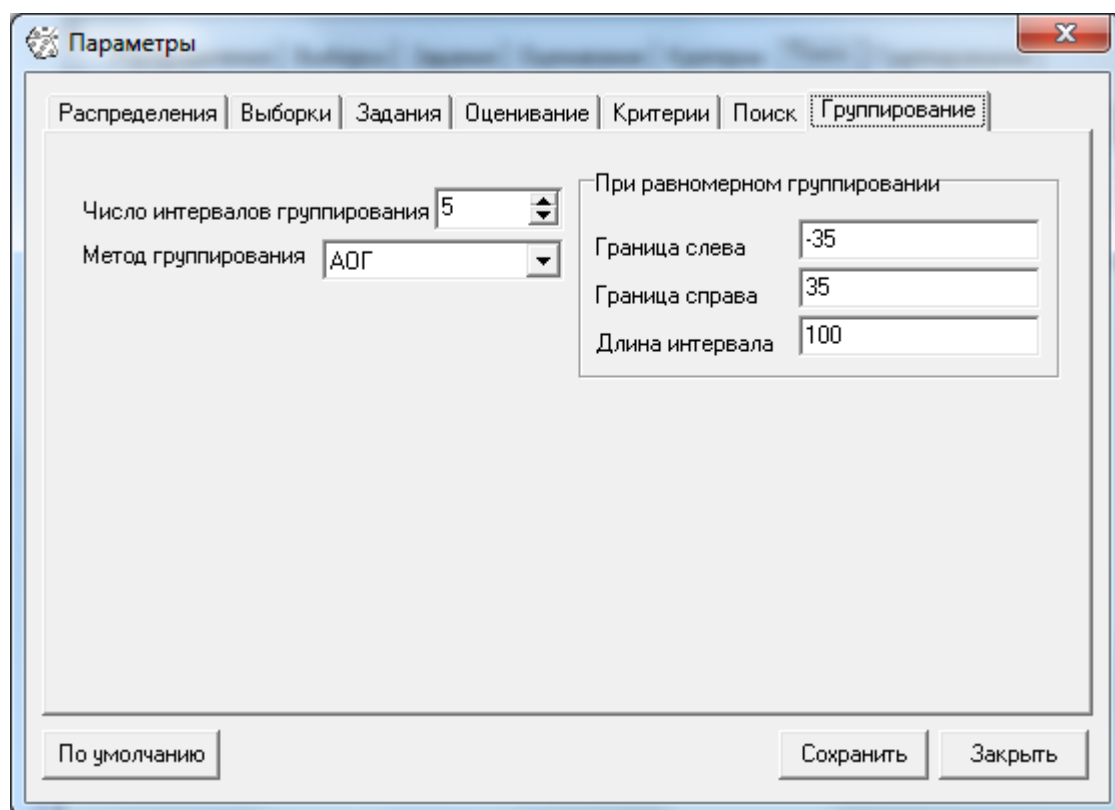 Параметры
Распределения Выборки Задания Оценивание Критерии Поиск Группирование
Число интервалов группирования 5
Метод группирования АОГ
При равномерном группировании
Граница слева -35
Граница справа 35
Длина интервала 100
По умолчанию Сохранить Закрыть